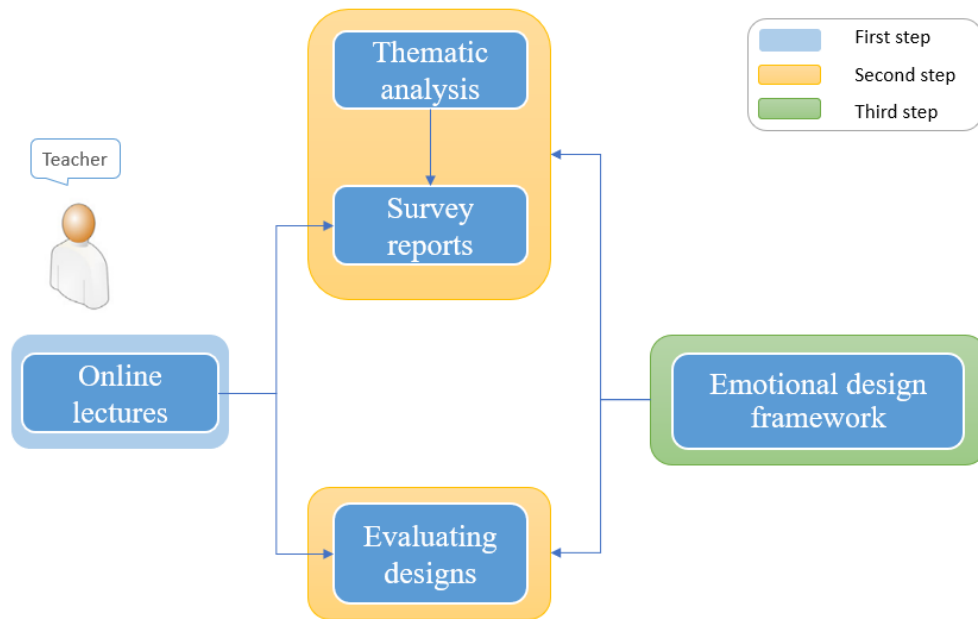 Thematic
analysis
First step
Second step
Third step
Teacher
Survey
reports
Online
lectures
Emotional design
framework
Evaluating
designs